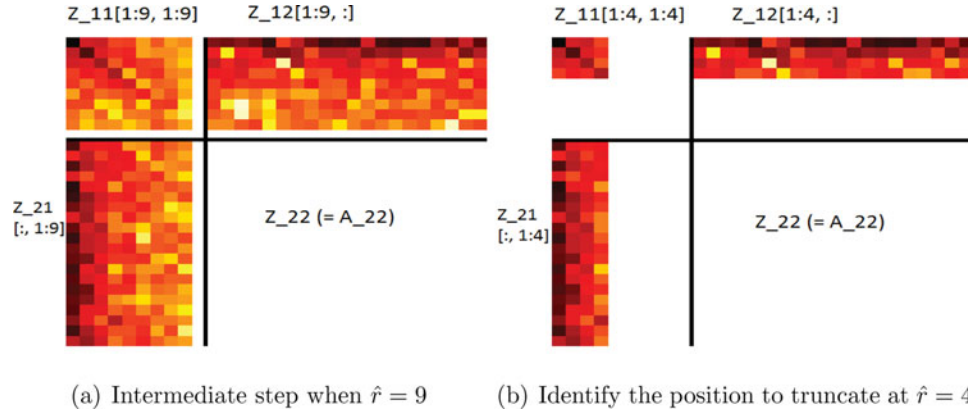 Z_11[1:9, 1:9]
Z_12[1:9, :]
Z_21
[:, 1:9]
Z_22 (= A_22)
(a) Intermediate step when r̂ = 9
Z_11[1:4, 1:4]
Z_12[1:4, :]
Z_21
[:, 1:4]
Z_22 (= A_22)
(b) Identify the position to truncate at r̂ = 4